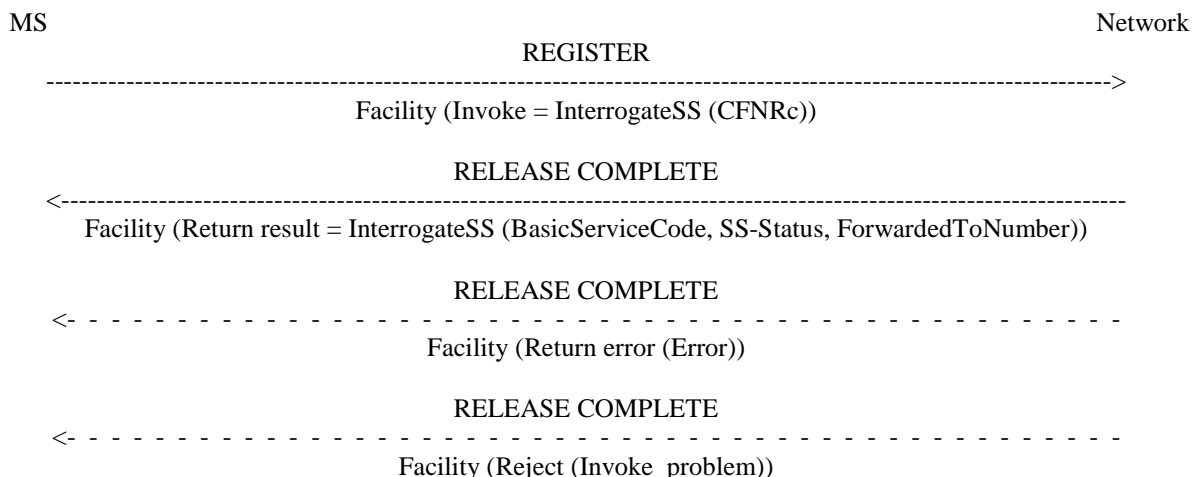 MS Network
REGISTER
Facility (Invoke = InterrogateSS (CFNRc))
RELEASE COMPLETE
Facility (Return result = InterrogateSS (BasicServiceCode, SS-Status, ForwardedToNumber))
RELEASE COMPLETE
Facility (Return error (Error))
RELEASE COMPLETE
Facility (Reject (Invoke_problem))